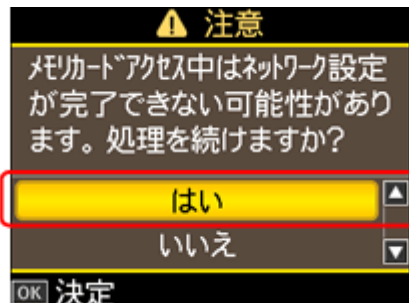 注意
ﾒﾓﾘｶｰﾄﾞｱｸｾｽ中はﾈｯﾄﾜｰｸ設定
が完了できない可能性があり
ます。処理を続けますか?
はい
いいえ
OK 決定